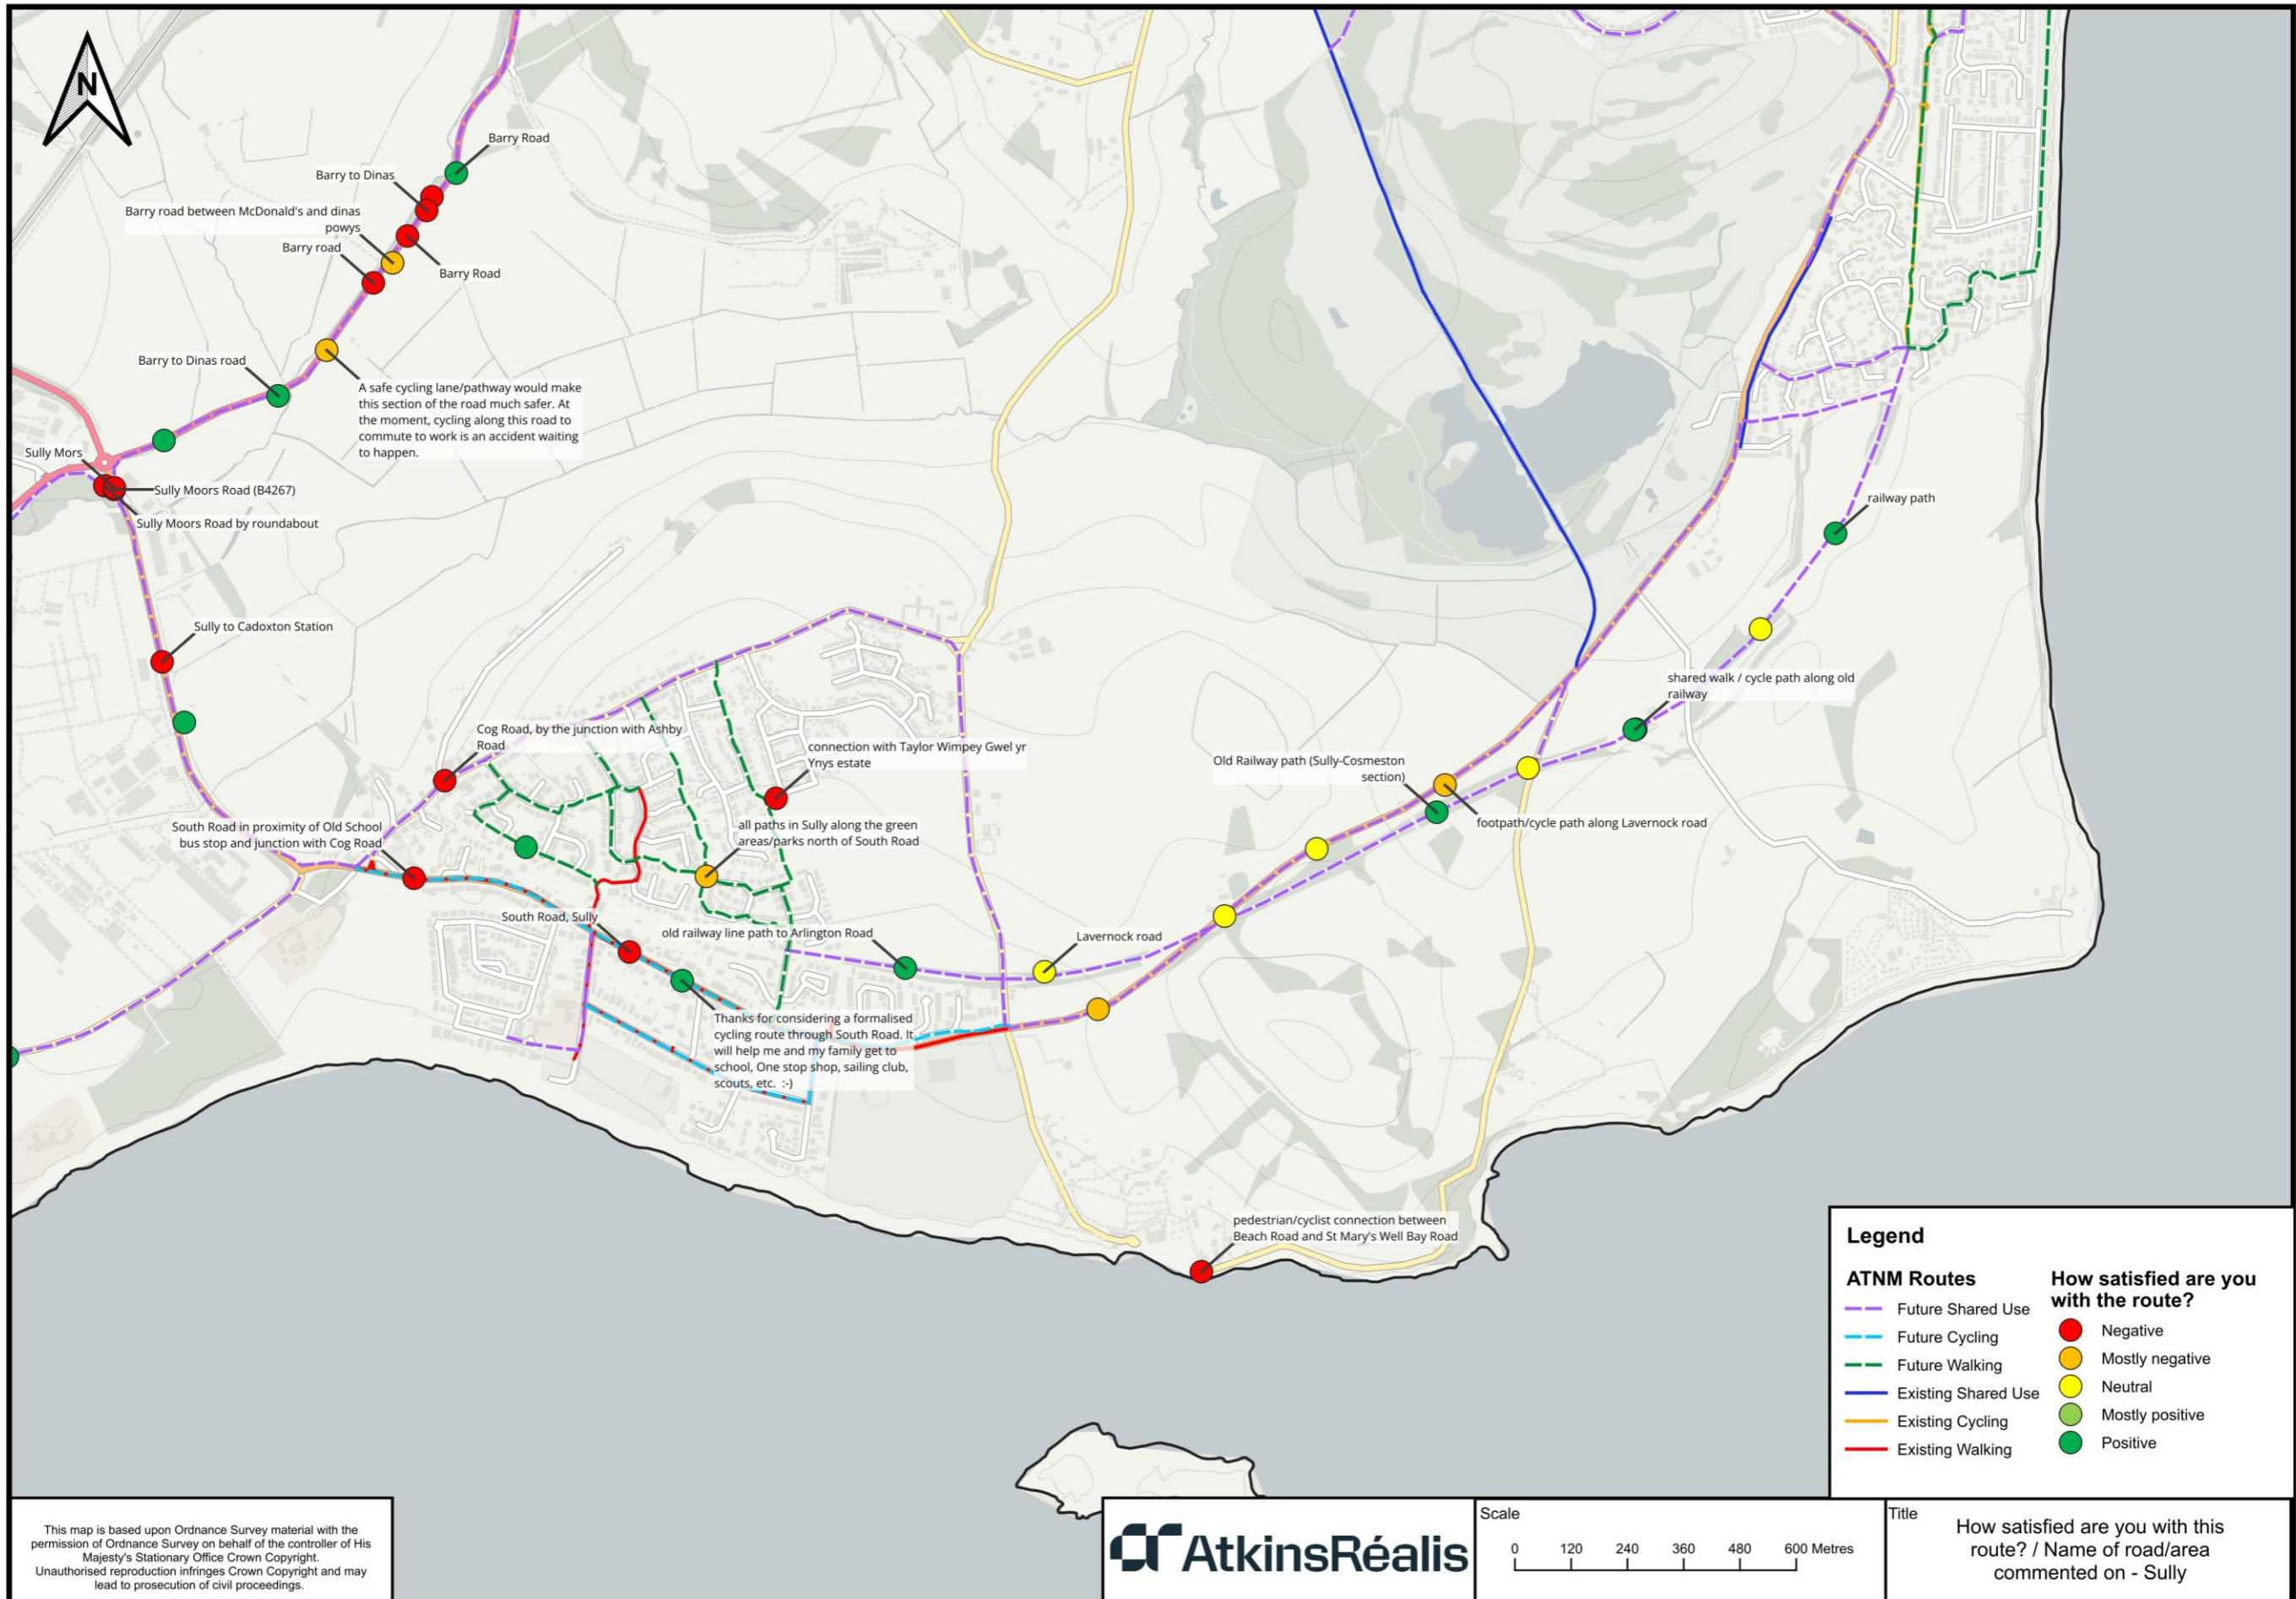 N
Barry Road
Barry to Dinas
Barry road between McDonald's and dinas
powys
Barry road
Barry Road
Barry to Dinas road
A safe cycling lane/pathway would make
this section of the road much safer. At
the moment, cycling along this road to
commute to work is an accident waiting
to happen.
Sully Mors
Sully Moors Road (B4267)
Sully Moors Road by roundabout
railway path
Sully to Cadoxton Station
shared walk / cycle path along old
railway
Cog Road, by the junction with Ashby
Road
connection with Taylor Wimpey Gwel yr
Ynys estate
Old Railway path (Sully-Cosmeston
section)
South Road in proximity of Old School
bus stop and junction with Cog Road
all paths in Sully along the green
areas/parks north of South Road
footpath/cycle path along Lavernock road
South Road, Sully
old railway line path to Arlington Road
Lavernock road
Thanks for considering a formalised
cycling route through South Road. It
will help me and my family get to
school, One stop shop, sailing club,
scouts, etc. :-)
pedestrian/cyclist connection between
Beach Road and St Mary's Well Bay Road
Legend
ATNM Routes
Future Shared Use
Future Cycling
Future Walking
Existing Shared Use
Existing Cycling
Existing Walking
How satisfied are you
with the route?
Negative
Mostly negative
Neutral
Mostly positive
Positive
This map is based upon Ordnance Survey material with the
permission of Ordnance Survey on behalf of the controller of His
Majesty's Stationary Office Crown Copyright.
Unauthorised reproduction infringes Crown Copyright and may
lead to prosecution of civil proceedings.
AtkinsRéalis
Scale
0 120 240 360 480 600 Metres
Title
How satisfied are you with this
route? / Name of road/area
commented on - Sully